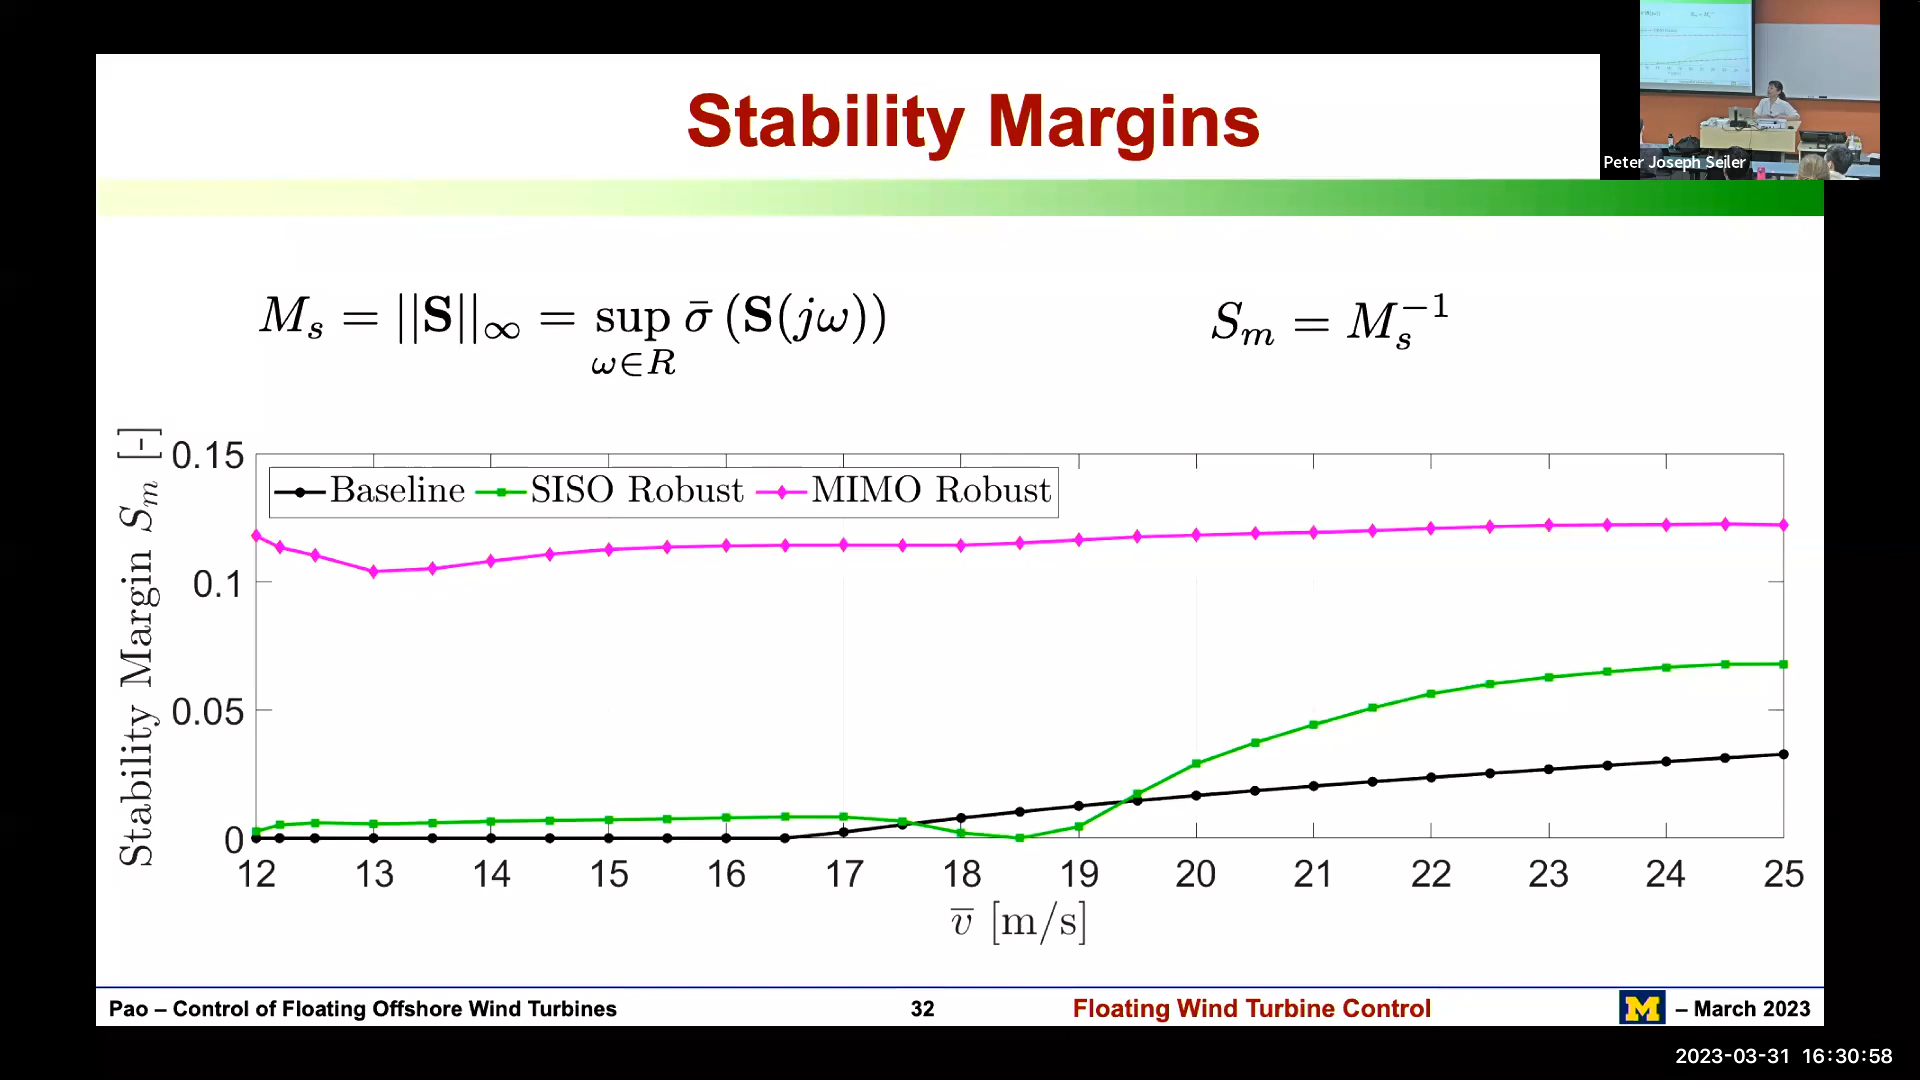 Stability Margins
Peter Joseph Seiler
M_s = ||S||_∞ = sup_{ω∈R} σ̄ (S(jω))
S_m = M_s^{-1}
Stability Margin S_m [-]
0.15
0.1
0.05
0
Baseline SISO Robust MIMO Robust
12 13 14 15 16 17 18 19 20 21 22 23 24 25
v̅ [m/s]
Pao – Control of Floating Offshore Wind Turbines 32 Floating Wind Turbine Control M – March 2023
2023-03-31 16:30:58